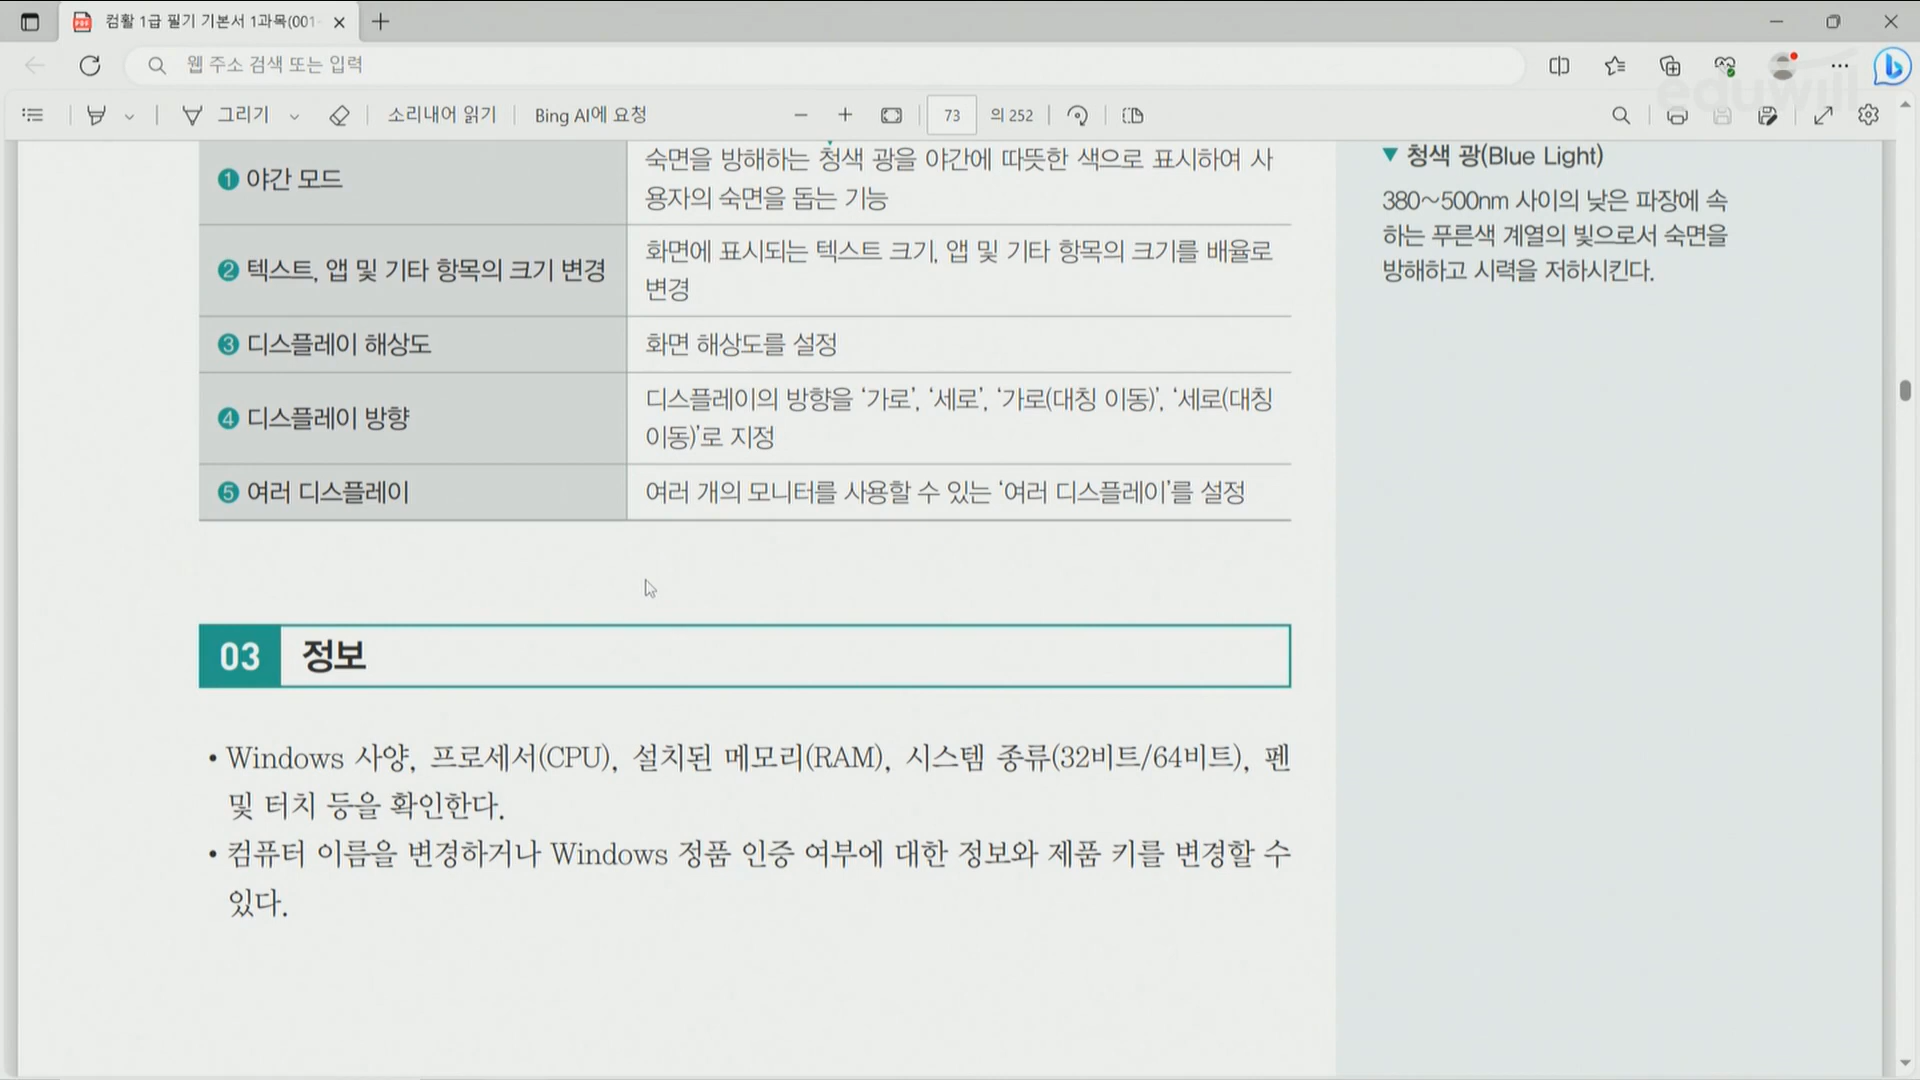 컴활 1급 필기 기본서 1과목(001-
웹 주소 검색 또는 입력
eduwill
그리기
소리내어 읽기
Bing AI에 요청
73
의 252
❶ 야간 모드
숙면을 방해하는 청색 광을 야간에 따뜻한 색으로 표시하여 사
용자의 숙면을 돕는 기능
❷ 텍스트, 앱 및 기타 항목의 크기 변경
화면에 표시되는 텍스트 크기, 앱 및 기타 항목의 크기를 배율로
변경
❸ 디스플레이 해상도
화면 해상도를 설정
❹ 디스플레이 방향
디스플레이의 방향을 ‘가로’, ‘세로’, ‘가로(대칭 이동)’, ‘세로(대칭
이동)’로 지정
❺ 여러 디스플레이
여러 개의 모니터를 사용할 수 있는 ‘여러 디스플레이’를 설정
▼ 청색 광(Blue Light)
380~500nm 사이의 낮은 파장에 속
하는 푸른색 계열의 빛으로서 숙면을
방해하고 시력을 저하시킨다.
03 정보
• Windows 사양, 프로세서(CPU), 설치된 메모리(RAM), 시스템 종류(32비트/64비트), 펜
및 터치 등을 확인한다.
• 컴퓨터 이름을 변경하거나 Windows 정품 인증 여부에 대한 정보와 제품 키를 변경할 수
있다.